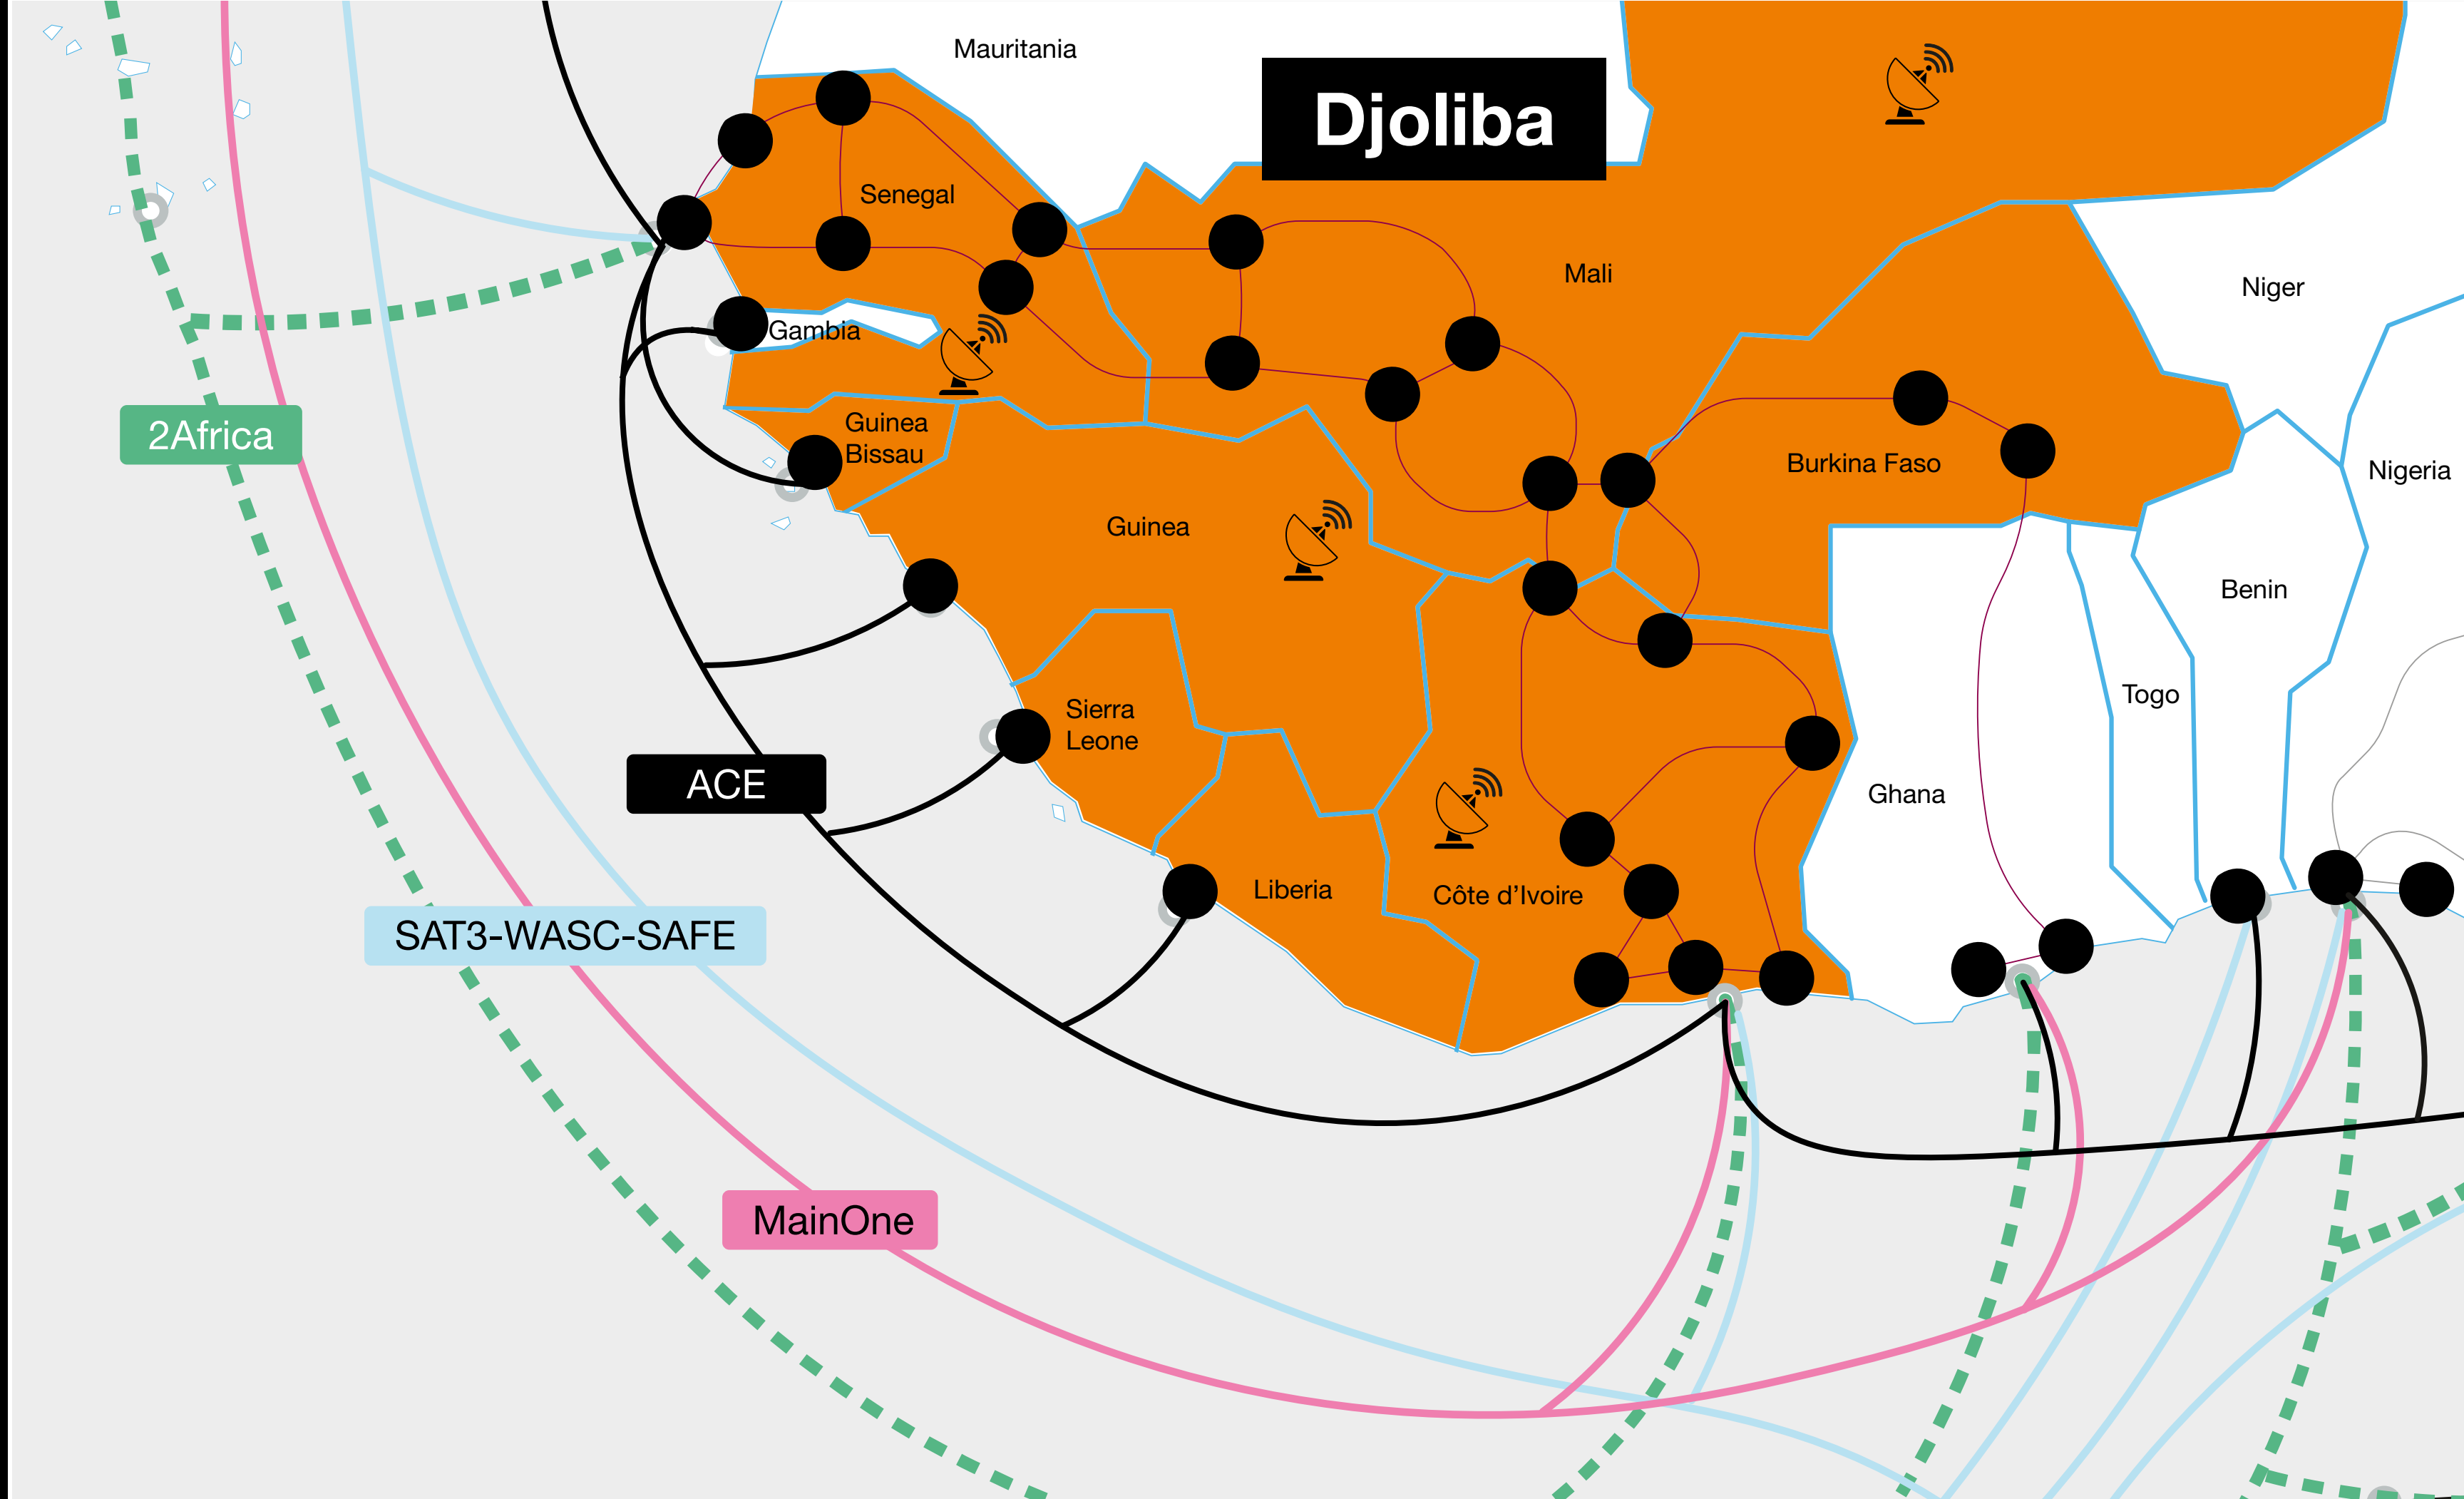 Mauritania
Djoliba
Senegal
Mali
Niger
Gambia
2Africa
Guinea
Bissau
Burkina Faso
Nigeria
Guinea
Benin
Togo
Sierra
Leone
ACE
Ghana
Liberia
Côte d’Ivoire
SAT3-WASC-SAFE
MainOne